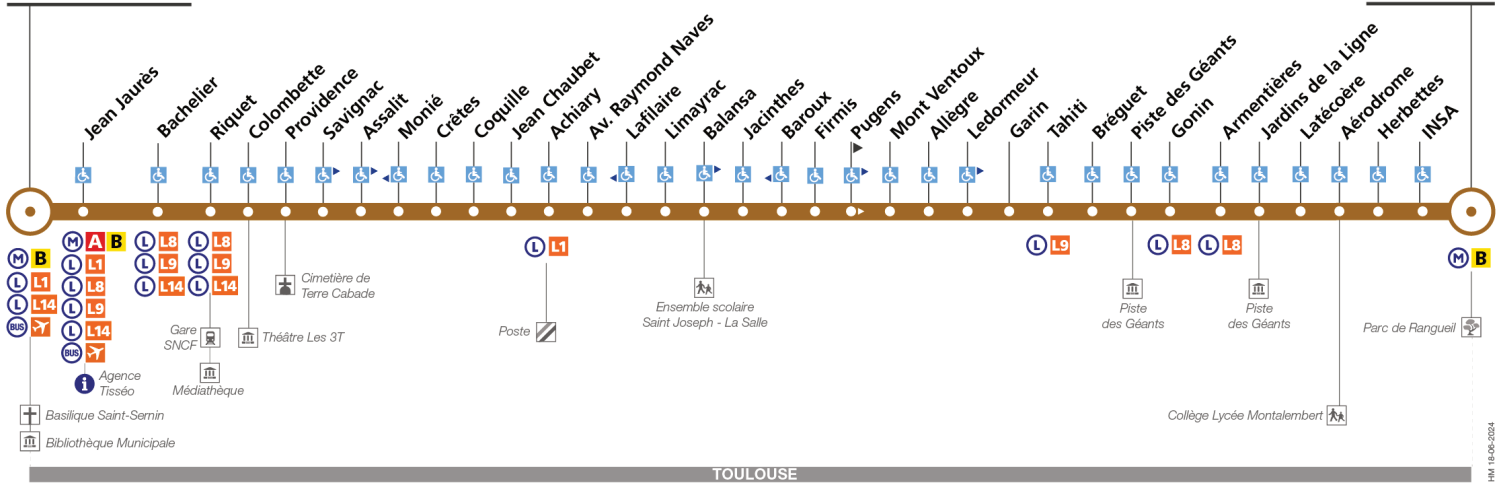 Jean Jaurès
Bachelier
Riquet
Colombette
Providence
Savignac
Assalit
Monié
Crêtes
Coquille
Jean Chaubet
Achiary
Av. Raymond Naves
Lafilaire
Limayrac
Balansa
Jacinthes
Baroux
Firmis
Pugens
Mont Ventoux
Allègre
Ledormeur
Garin
Tahiti
Bréguet
Piste des Géants
Gonin
Armentières
Jardins de la Ligne
Latécoère
Aérodrome
Herbettes
INSA
M B
L L1
L L14
BUS
M A B
L L1
L L8
L L9
L L14
BUS
L L8
L L9
L L14
L L8
L L9
L L14
L L1
L L9
L L8
L L8
M B
Agence
Tisséo
Basilique Saint-Sernin
Bibliothèque Municipale
Gare
SNCF
Médiathèque
Théâtre Les 3T
Cimetière de
Terre Cabade
Poste
Ensemble scolaire
Saint Joseph - La Salle
Piste
des Géants
Piste
des Géants
Collège Lycée Montalembert
Parc de Rangueil
TOULOUSE
HM 18-06-2024